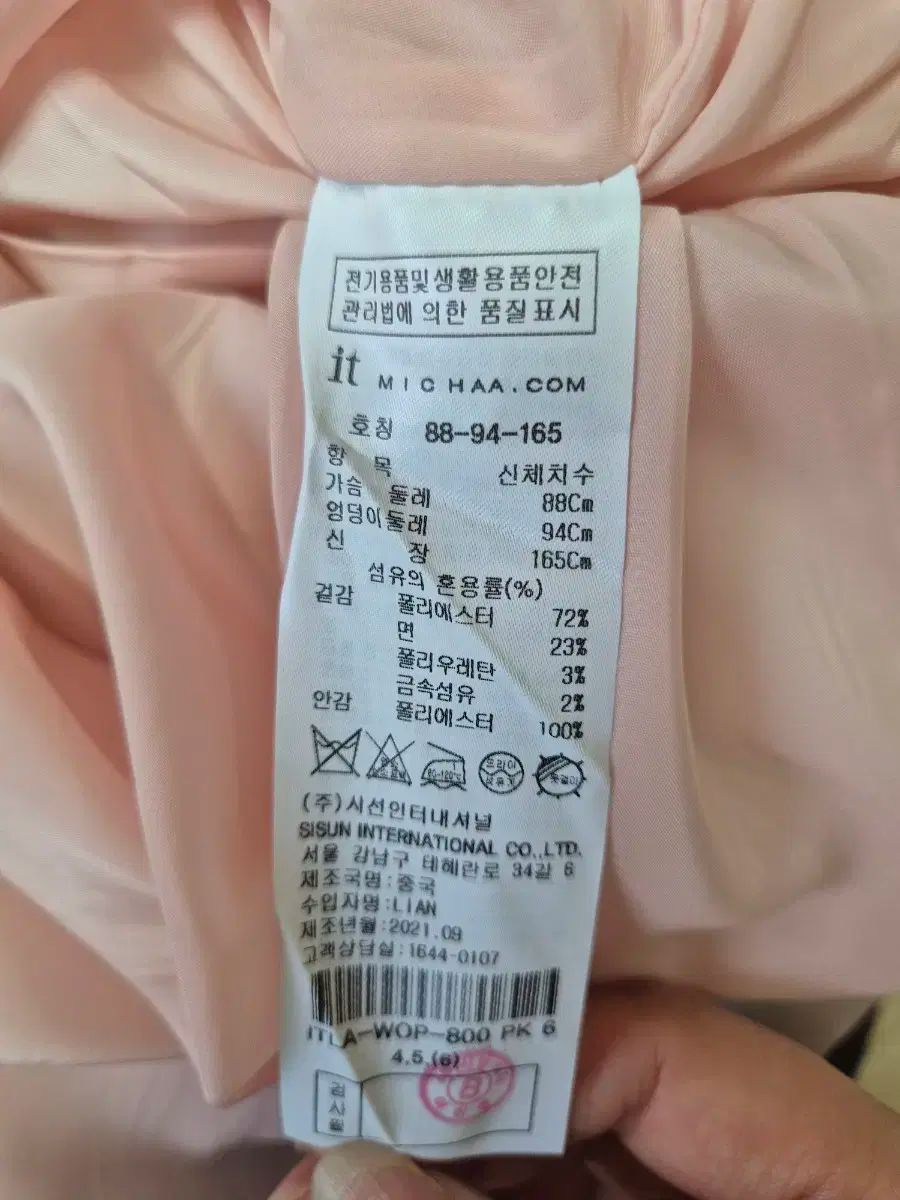 전기용품및생활용품안전
관리법에 의한 품질표시
it MICHAA.COM
호칭 88-94-165
항 목 신체치수
가슴 둘레 88Cm
엉덩이둘레 94Cm
신 장 165Cm
섬유의 혼용률(%)
겉감 폴리에스터 72%
면 23%
폴리우레탄 3%
금속섬유 2%
안감 폴리에스터 100%
80-120℃ 드라이
(주)시선인터내셔널
SISUN INTERNATIONAL CO.,LTD.
서울 강남구 테헤란로 34길 6
제조국명:중국
수입자명:LIAN
제조년월:2021.09
고객상담실:1644-0107
ITLA-WOP-800 PK 6
4,5,(6)
검사필